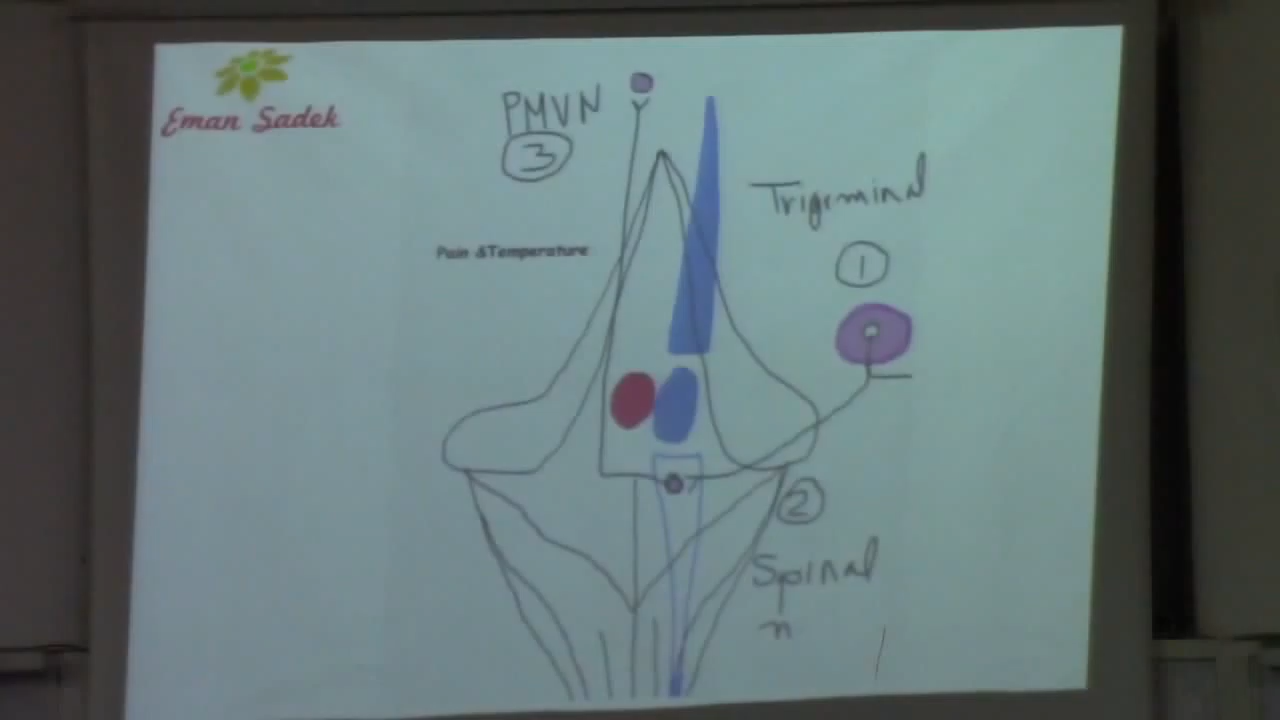 Eman Sadek
PMVN
3
Trigeminal
Pain &Temperature
1
2
Spinal
n